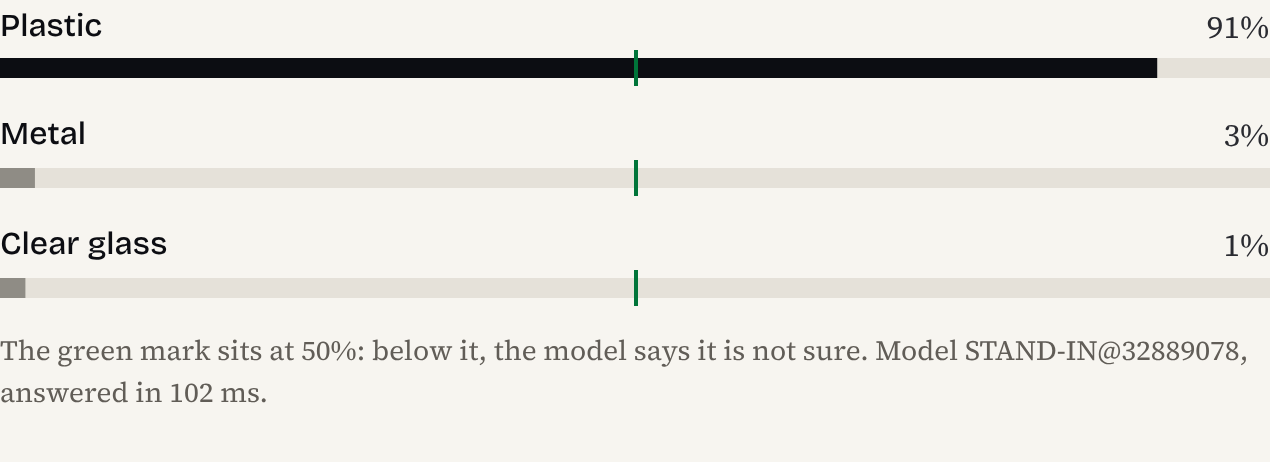 Plastic 91%
Metal 3%
Clear glass 1%
The green mark sits at 50%: below it, the model says it is not sure. Model STAND-IN@32889078,
answered in 102 ms.